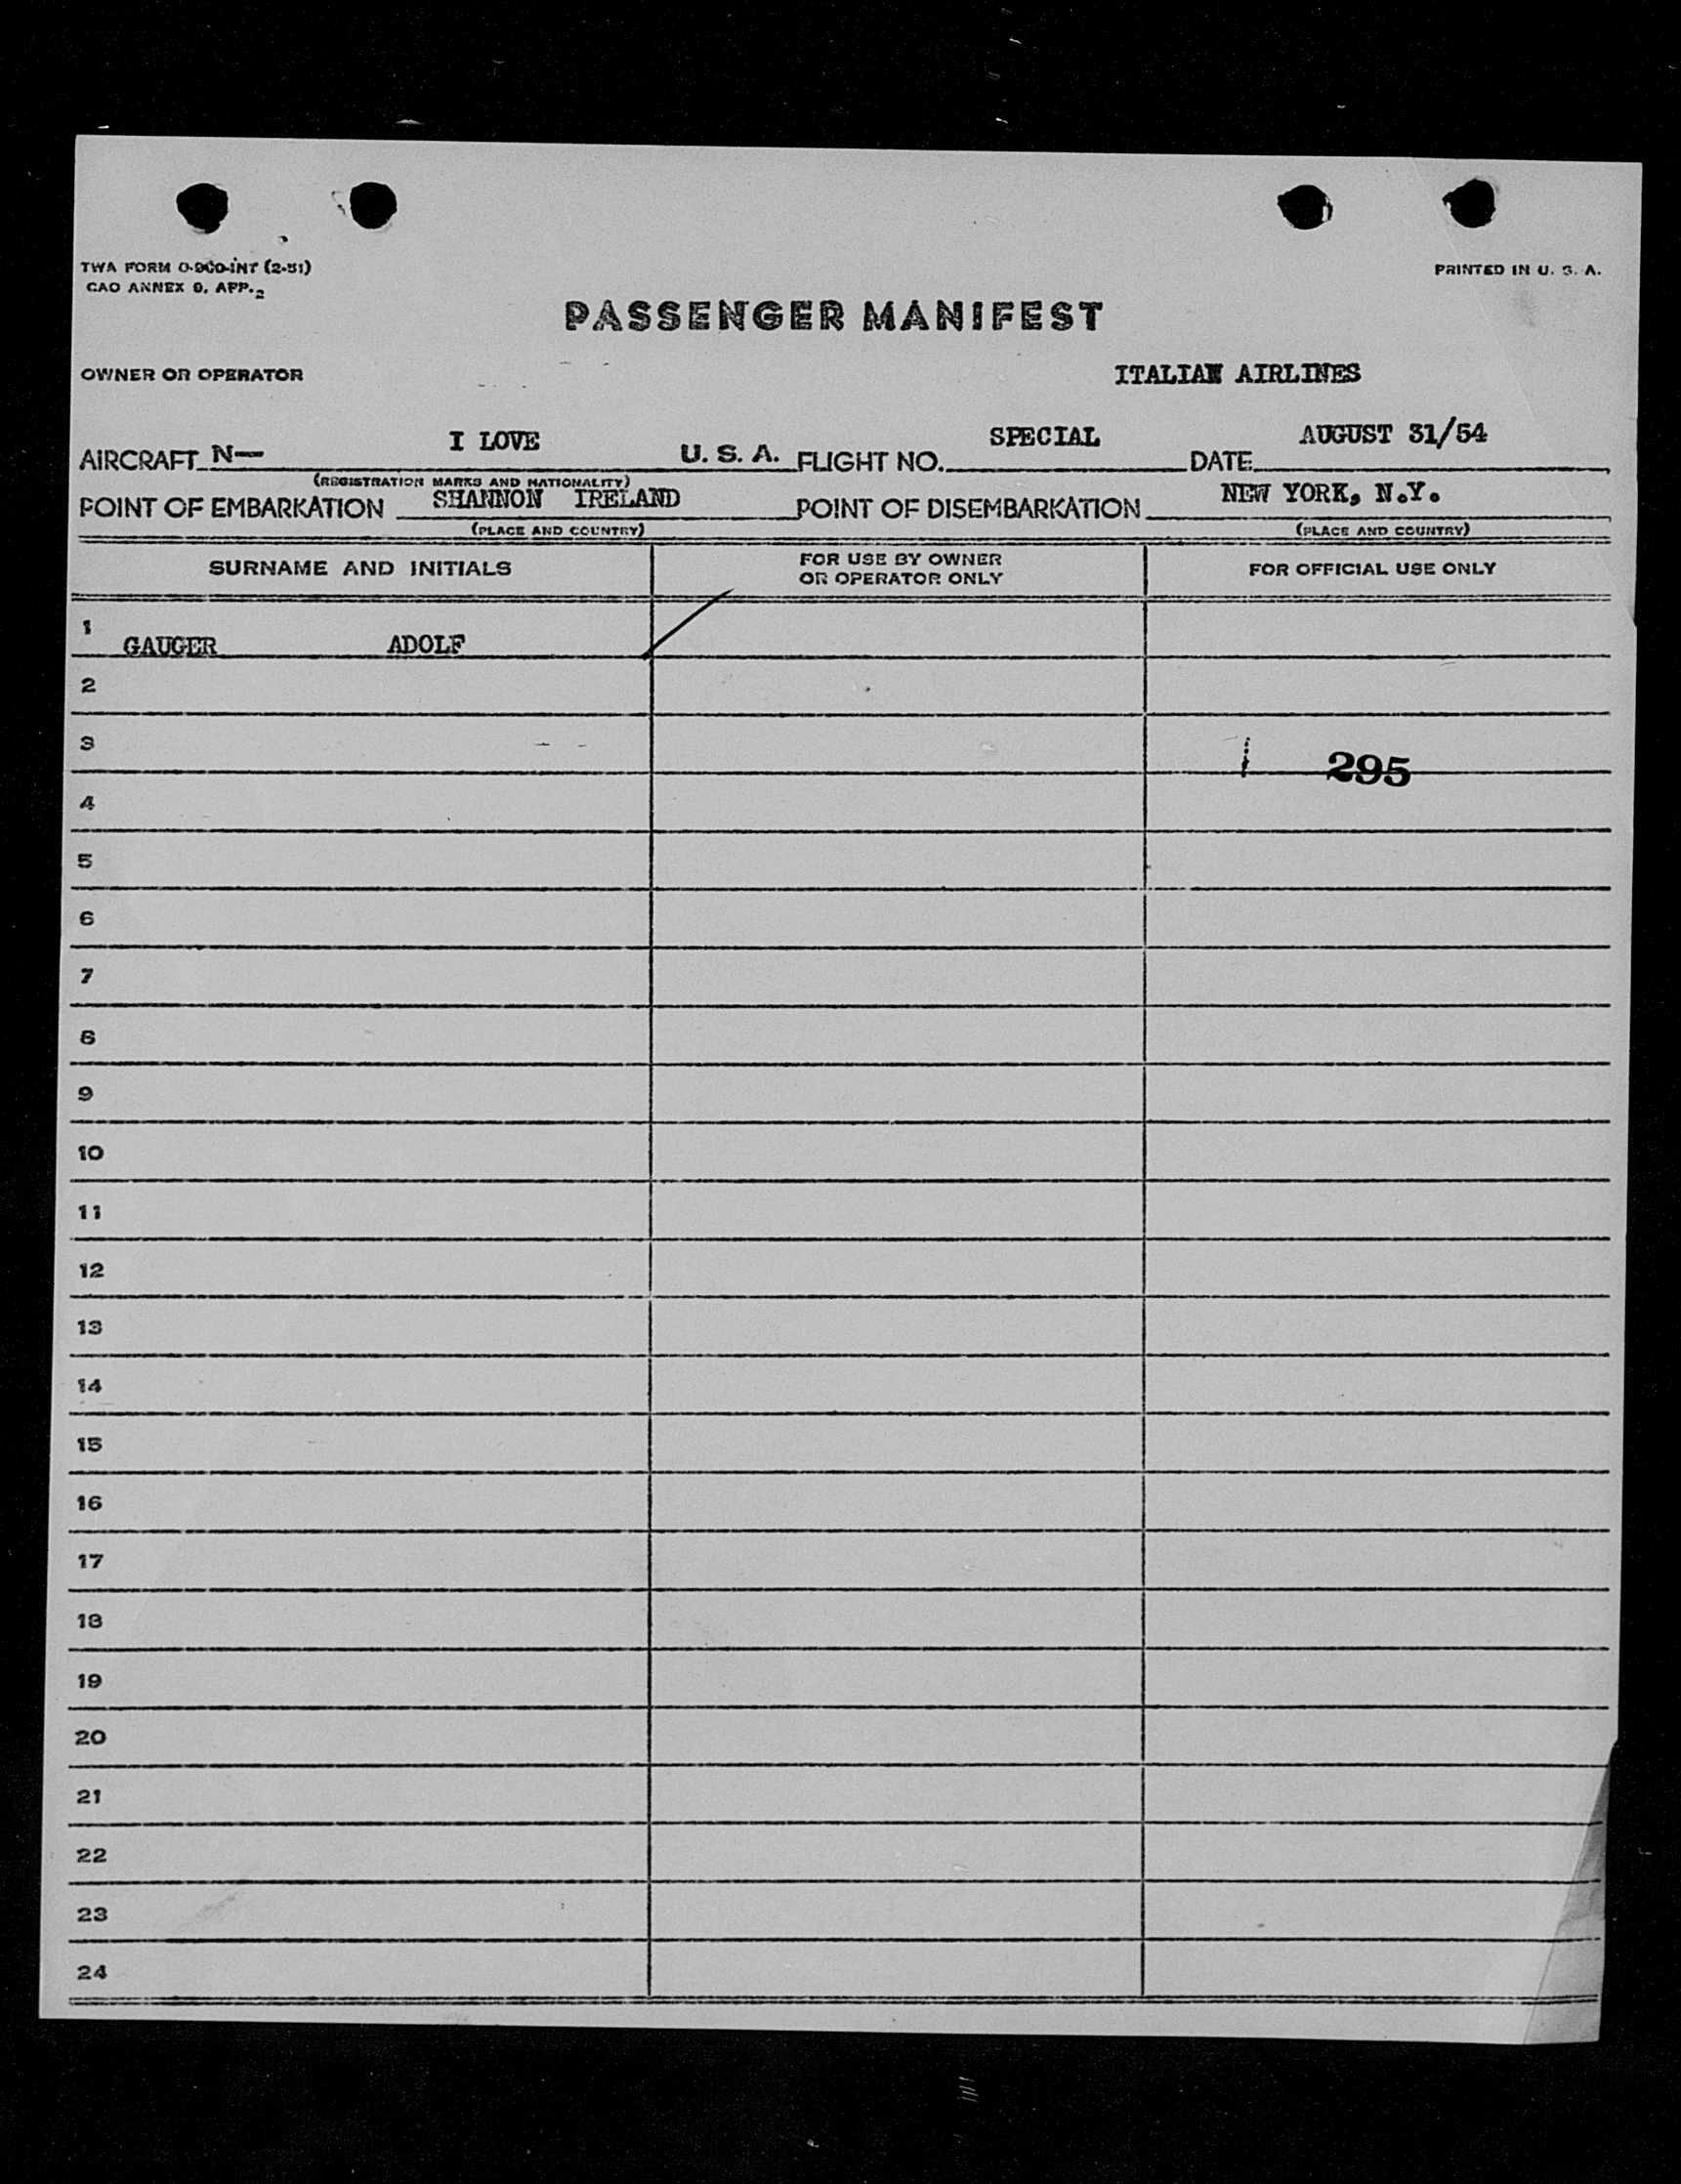 TWA FORM O-900-INT (2-51)
CAO ANNEX 9, APP. 2
PRINTED IN U. S. A.
PASSENGER MANIFEST
OWNER OR OPERATOR ITALIAN AIRLINES
AIRCRAFT N— I LOVE U. S. A. FLIGHT NO. SPECIAL DATE AUGUST 31/54
(REGISTRATION MARKS AND NATIONALITY)
POINT OF EMBARKATION SHANNON IRELAND POINT OF DISEMBARKATION NEW YORK, N.Y.
(PLACE AND COUNTRY) (PLACE AND COUNTRY)
SURNAME AND INITIALS FOR USE BY OWNER OR OPERATOR ONLY FOR OFFICIAL USE ONLY
1 GAUGER ADOLF
2
3 295
4
5
6
7
8
9
10
11
12
13
14
15
16
17
18
19
20
21
22
23
24